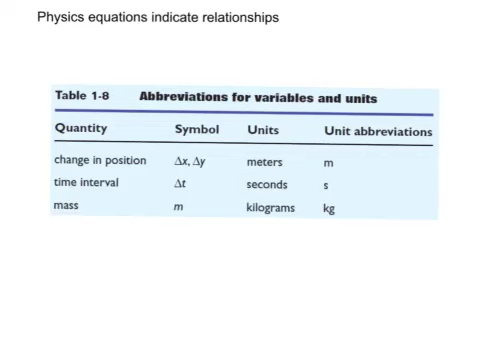 Physics equations indicate relationships
Table 1-8 Abbreviations for variables and units
Quantity Symbol Units Unit abbreviations
change in position Δx, Δy meters m
time interval Δt seconds s
mass m kilograms kg